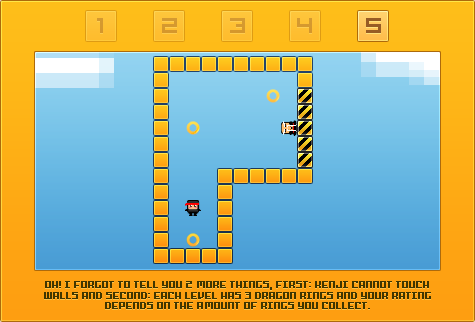 1 2 3 4 5
OH! I FORGOT TO TELL YOU 2 MORE THINGS, FIRST: KENJI CANNOT TOUCH
WALLS AND SECOND: EACH LEVEL HAS 3 DRAGON RINGS AND YOUR RATING
DEPENDS ON THE AMOUNT OF RINGS YOU COLLECT.